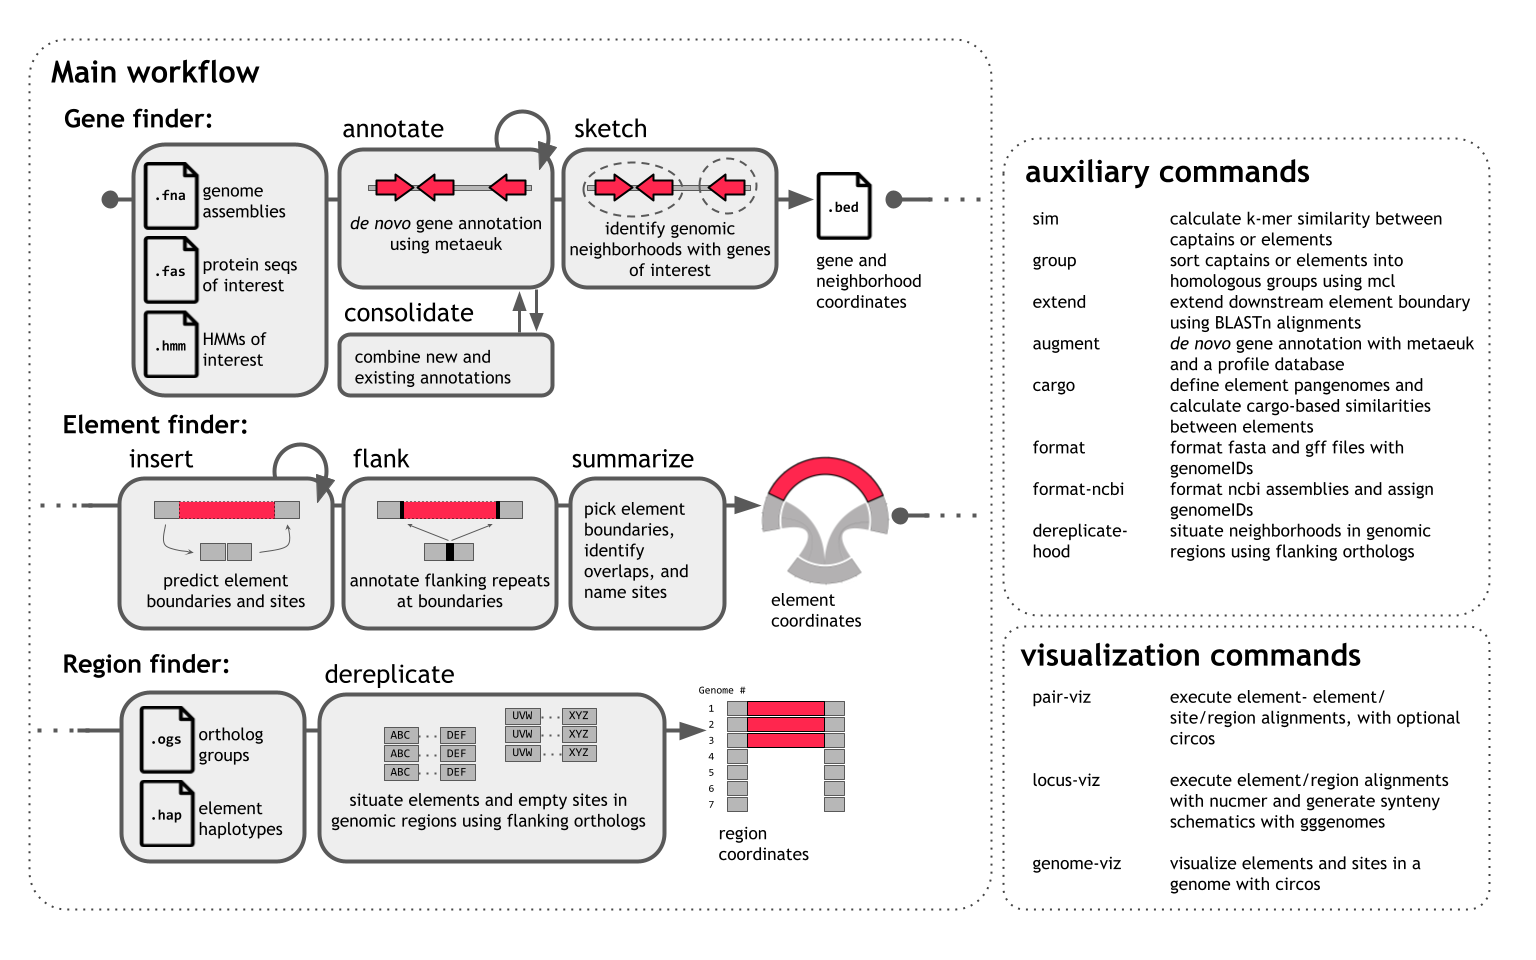 Main workflow
Gene finder:
.fna
genome
assemblies
.fas
protein seqs
of interest
.hmm
HMMs of
interest
annotate
de novo gene annotation
using metaeuk
consolidate
combine new and
existing annotations
sketch
identify genomic
neighborhoods with genes
of interest
.bed
gene and
neighborhood
coordinates
Element finder:
insert
predict element
boundaries and sites
flank
annotate flanking repeats
at boundaries
summarize
pick element
boundaries,
identify
overlaps, and
name sites
element
coordinates
Region finder:
.ogs
ortholog
groups
.hap
element
haplotypes
dereplicate
UVW XYZ
ABC DEF UVW XYZ
ABC DEF UVW XYZ
ABC DEF
situate elements and empty sites in
genomic regions using flanking orthologs
Genome #
1
2
3
4
5
6
7
region
coordinates
auxiliary commands
sim calculate k-mer similarity between
captains or elements
group sort captains or elements into
homologous groups using mcl
extend extend downstream element boundary
using BLASTn alignments
augment de novo gene annotation with metaeuk
and a profile database
cargo define element pangenomes and
calculate cargo-based similarities
between elements
format format fasta and gff files with
genomeIDs
format-ncbi format ncbi assemblies and assign
genomeIDs
dereplicate- situate neighborhoods in genomic
hood regions using flanking orthologs
visualization commands
pair-viz execute element- element/
site/region alignments, with optional
circos
locus-viz execute element/region alignments
with nucmer and generate synteny
schematics with gggenomes
genome-viz visualize elements and sites in a
genome with circos